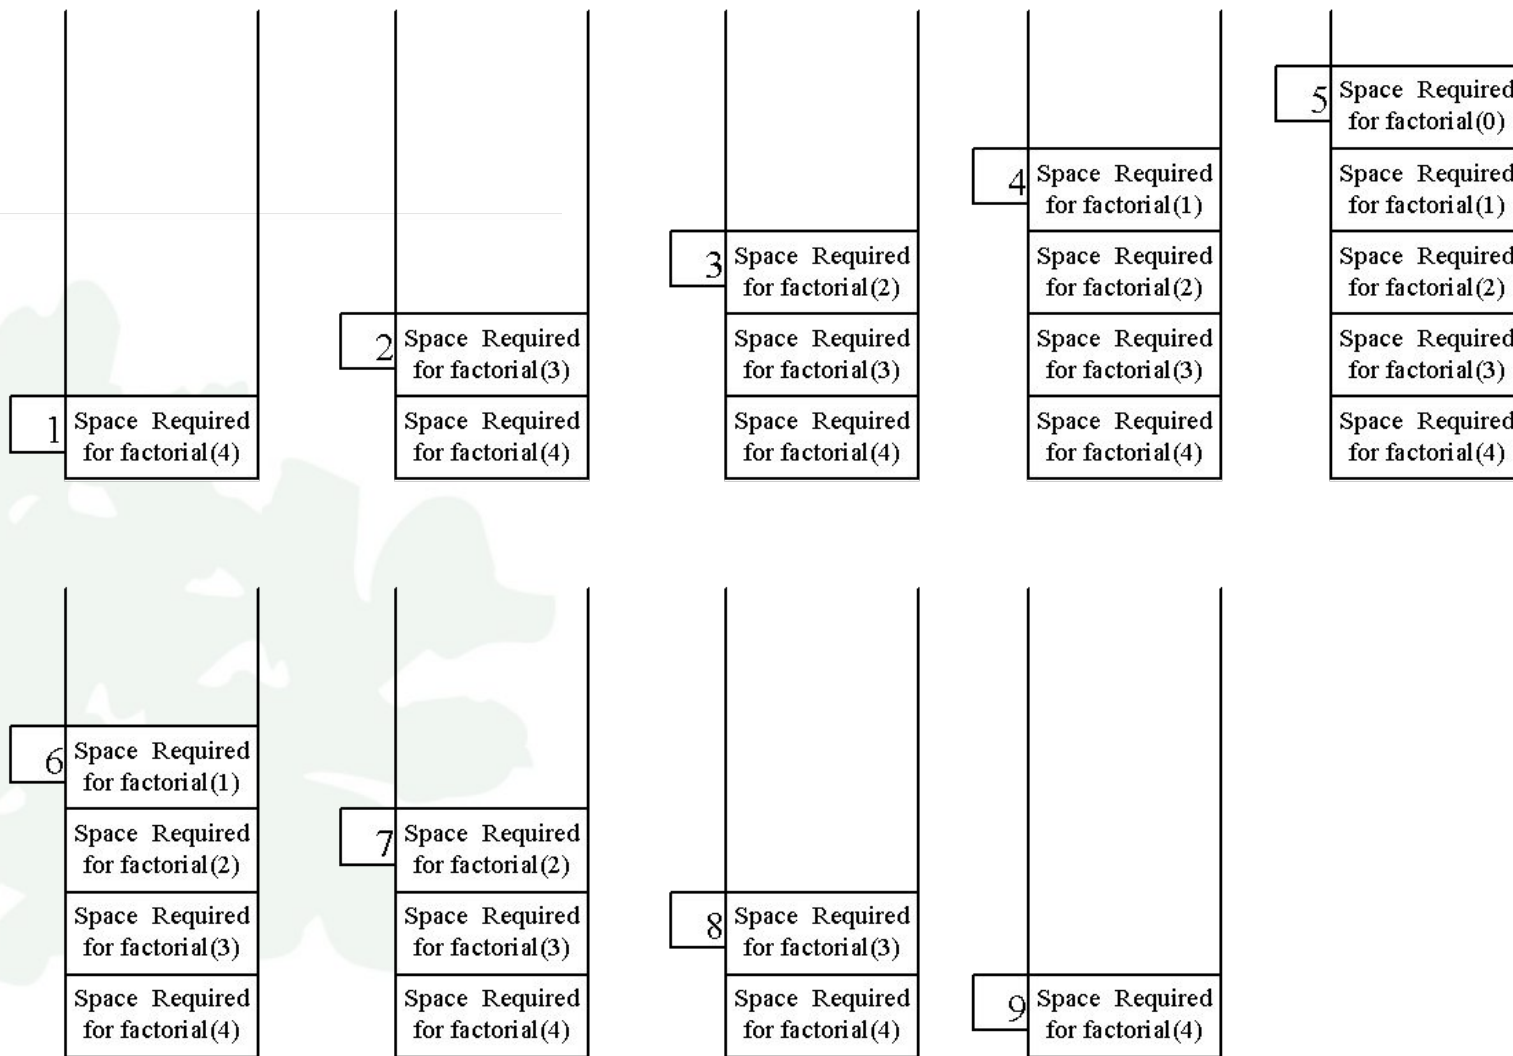 1
Space Required
for factorial(4)
2
Space Required
for factorial(3)
Space Required
for factorial(4)
3
Space Required
for factorial(2)
Space Required
for factorial(3)
Space Required
for factorial(4)
4
Space Required
for factorial(1)
Space Required
for factorial(2)
Space Required
for factorial(3)
Space Required
for factorial(4)
5
Space Required
for factorial(0)
Space Required
for factorial(1)
Space Required
for factorial(2)
Space Required
for factorial(3)
Space Required
for factorial(4)
6
Space Required
for factorial(1)
Space Required
for factorial(2)
Space Required
for factorial(3)
Space Required
for factorial(4)
7
Space Required
for factorial(2)
Space Required
for factorial(3)
Space Required
for factorial(4)
8
Space Required
for factorial(3)
Space Required
for factorial(4)
9
Space Required
for factorial(4)